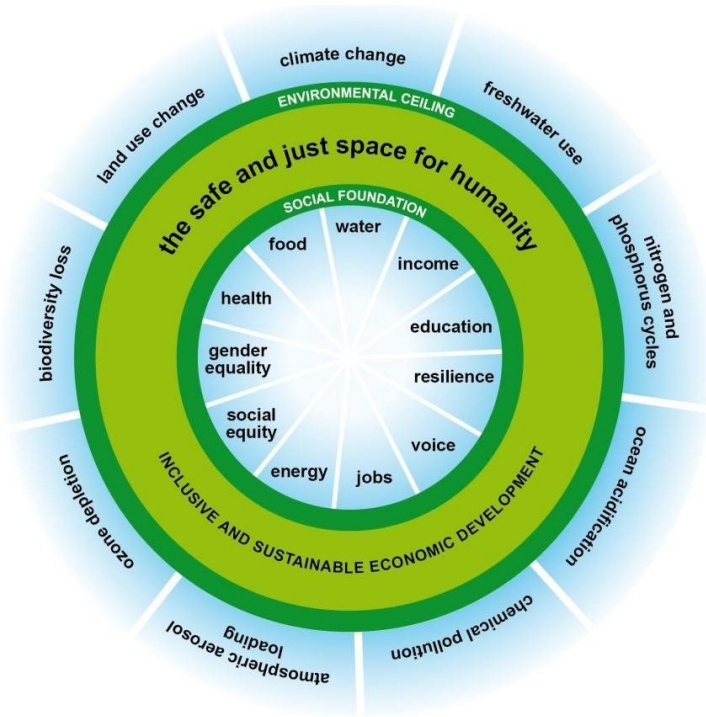 climate change
freshwater use
nitrogen and
phosphorus cycles
ocean acidification
chemical pollution
atmospheric aerosol
loading
ozone depletion
biodiversity loss
land use change
ENVIRONMENTAL CEILING
the safe and just space for humanity
SOCIAL FOUNDATION
water
income
education
resilience
voice
jobs
energy
social
equity
gender
equality
health
food
INCLUSIVE AND SUSTAINABLE ECONOMIC DEVELOPMENT